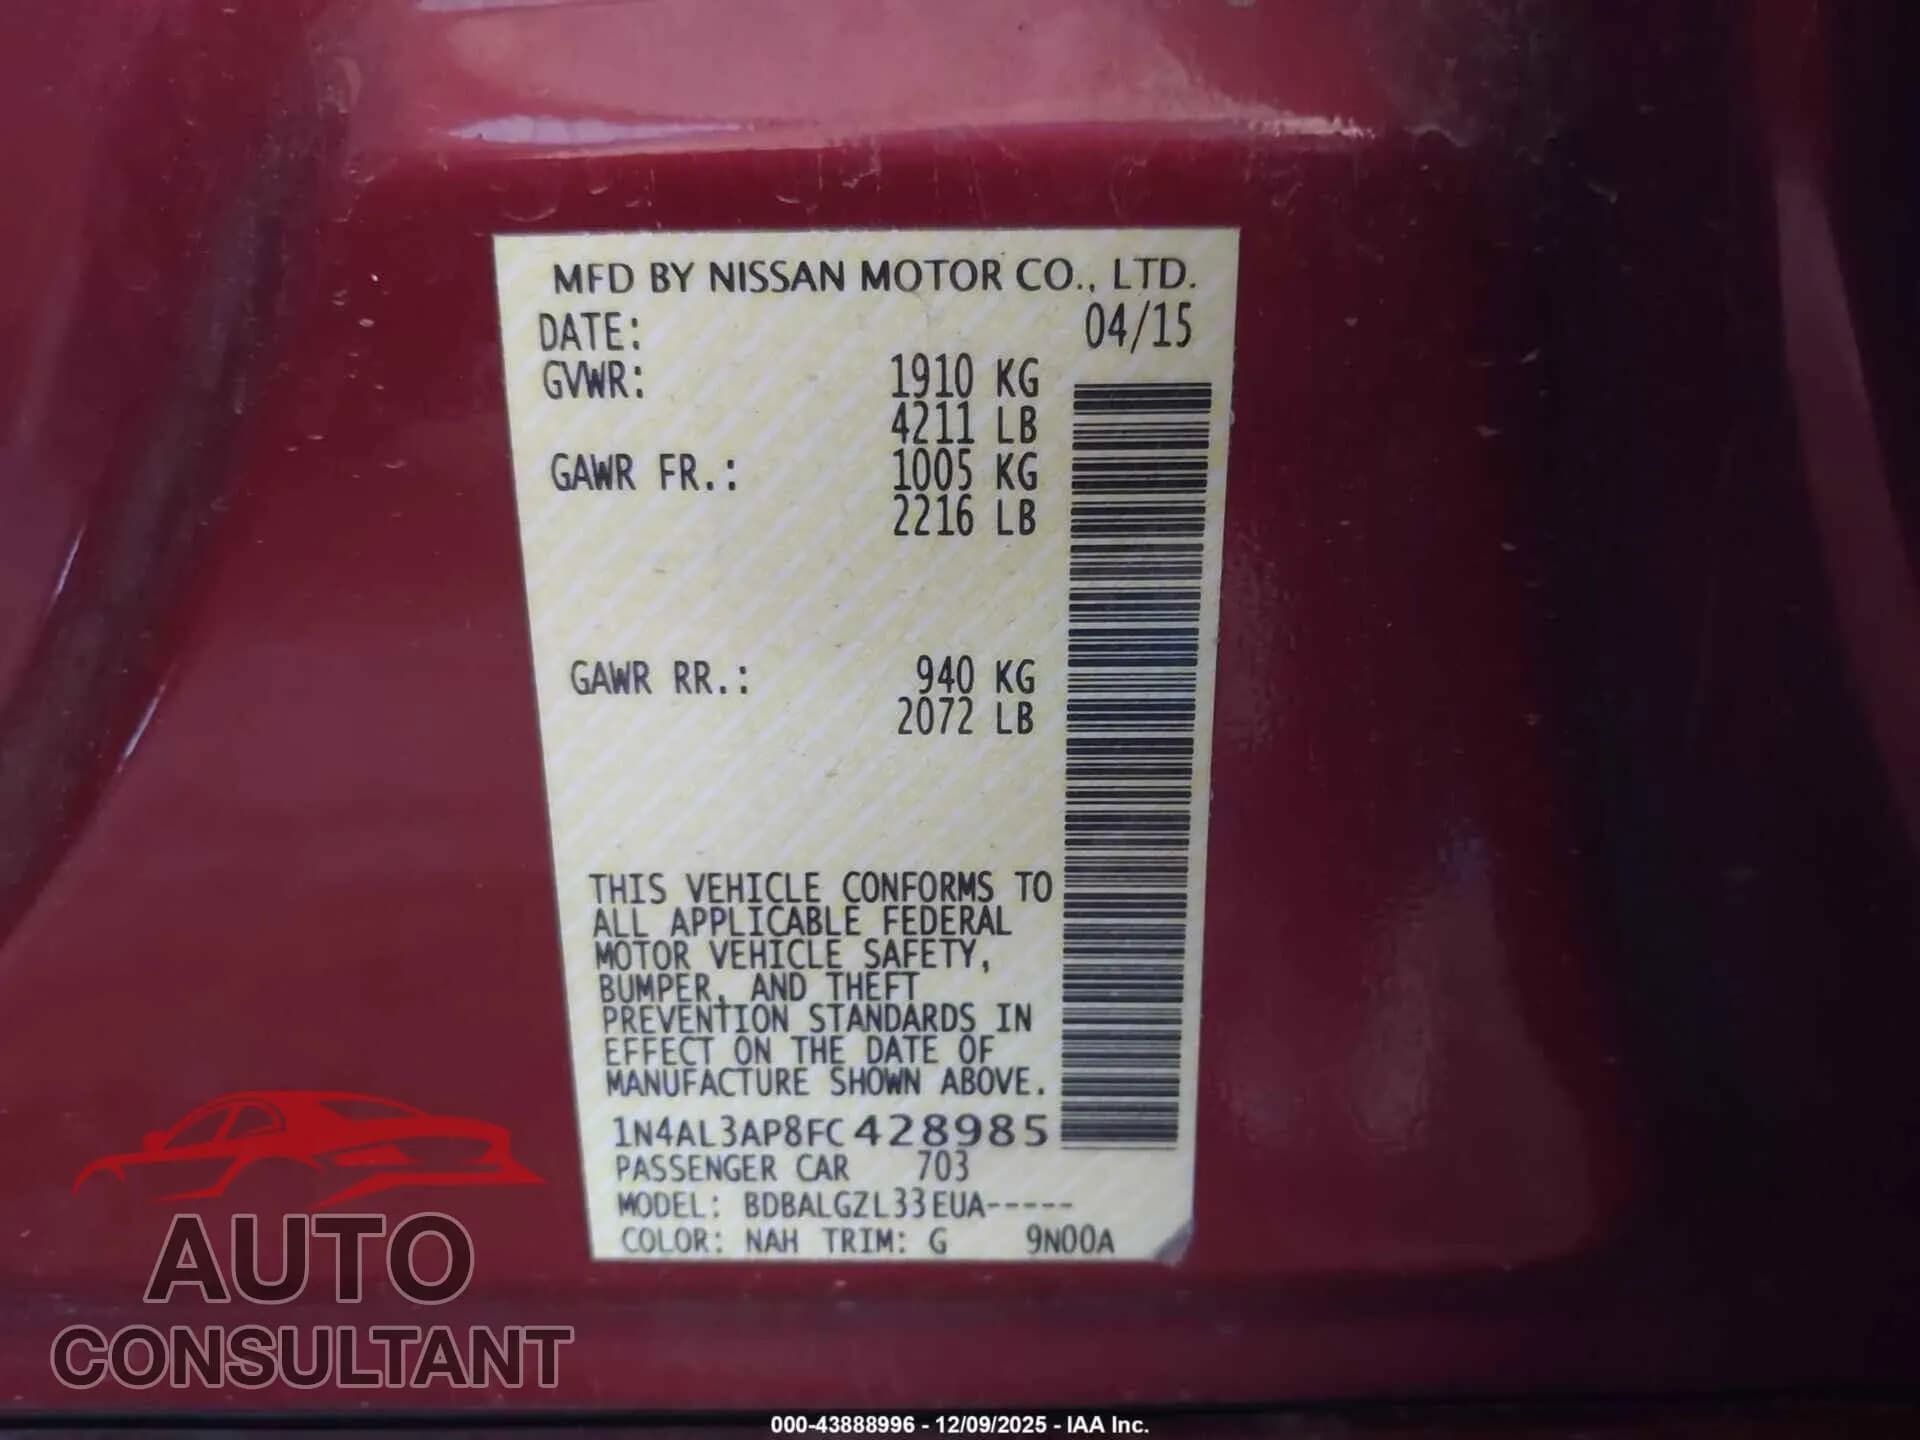 MFD BY NISSAN MOTOR CO., LTD.
DATE: 04/15
GVWR: 1910 KG
4211 LB
GAWR FR.: 1005 KG
2216 LB
GAWR RR.: 940 KG
2072 LB
THIS VEHICLE CONFORMS TO
ALL APPLICABLE FEDERAL
MOTOR VEHICLE SAFETY,
BUMPER, AND THEFT
PREVENTION STANDARDS IN
EFFECT ON THE DATE OF
MANUFACTURE SHOWN ABOVE.
1N4AL3AP8FC428985
PASSENGER CAR 703
MODEL: BDBALGZL33EUA-----
COLOR: NAH TRIM: G 9N00A
AUTO
CONSULTANT
000-43888996 - 12/09/2025 - IAA Inc.